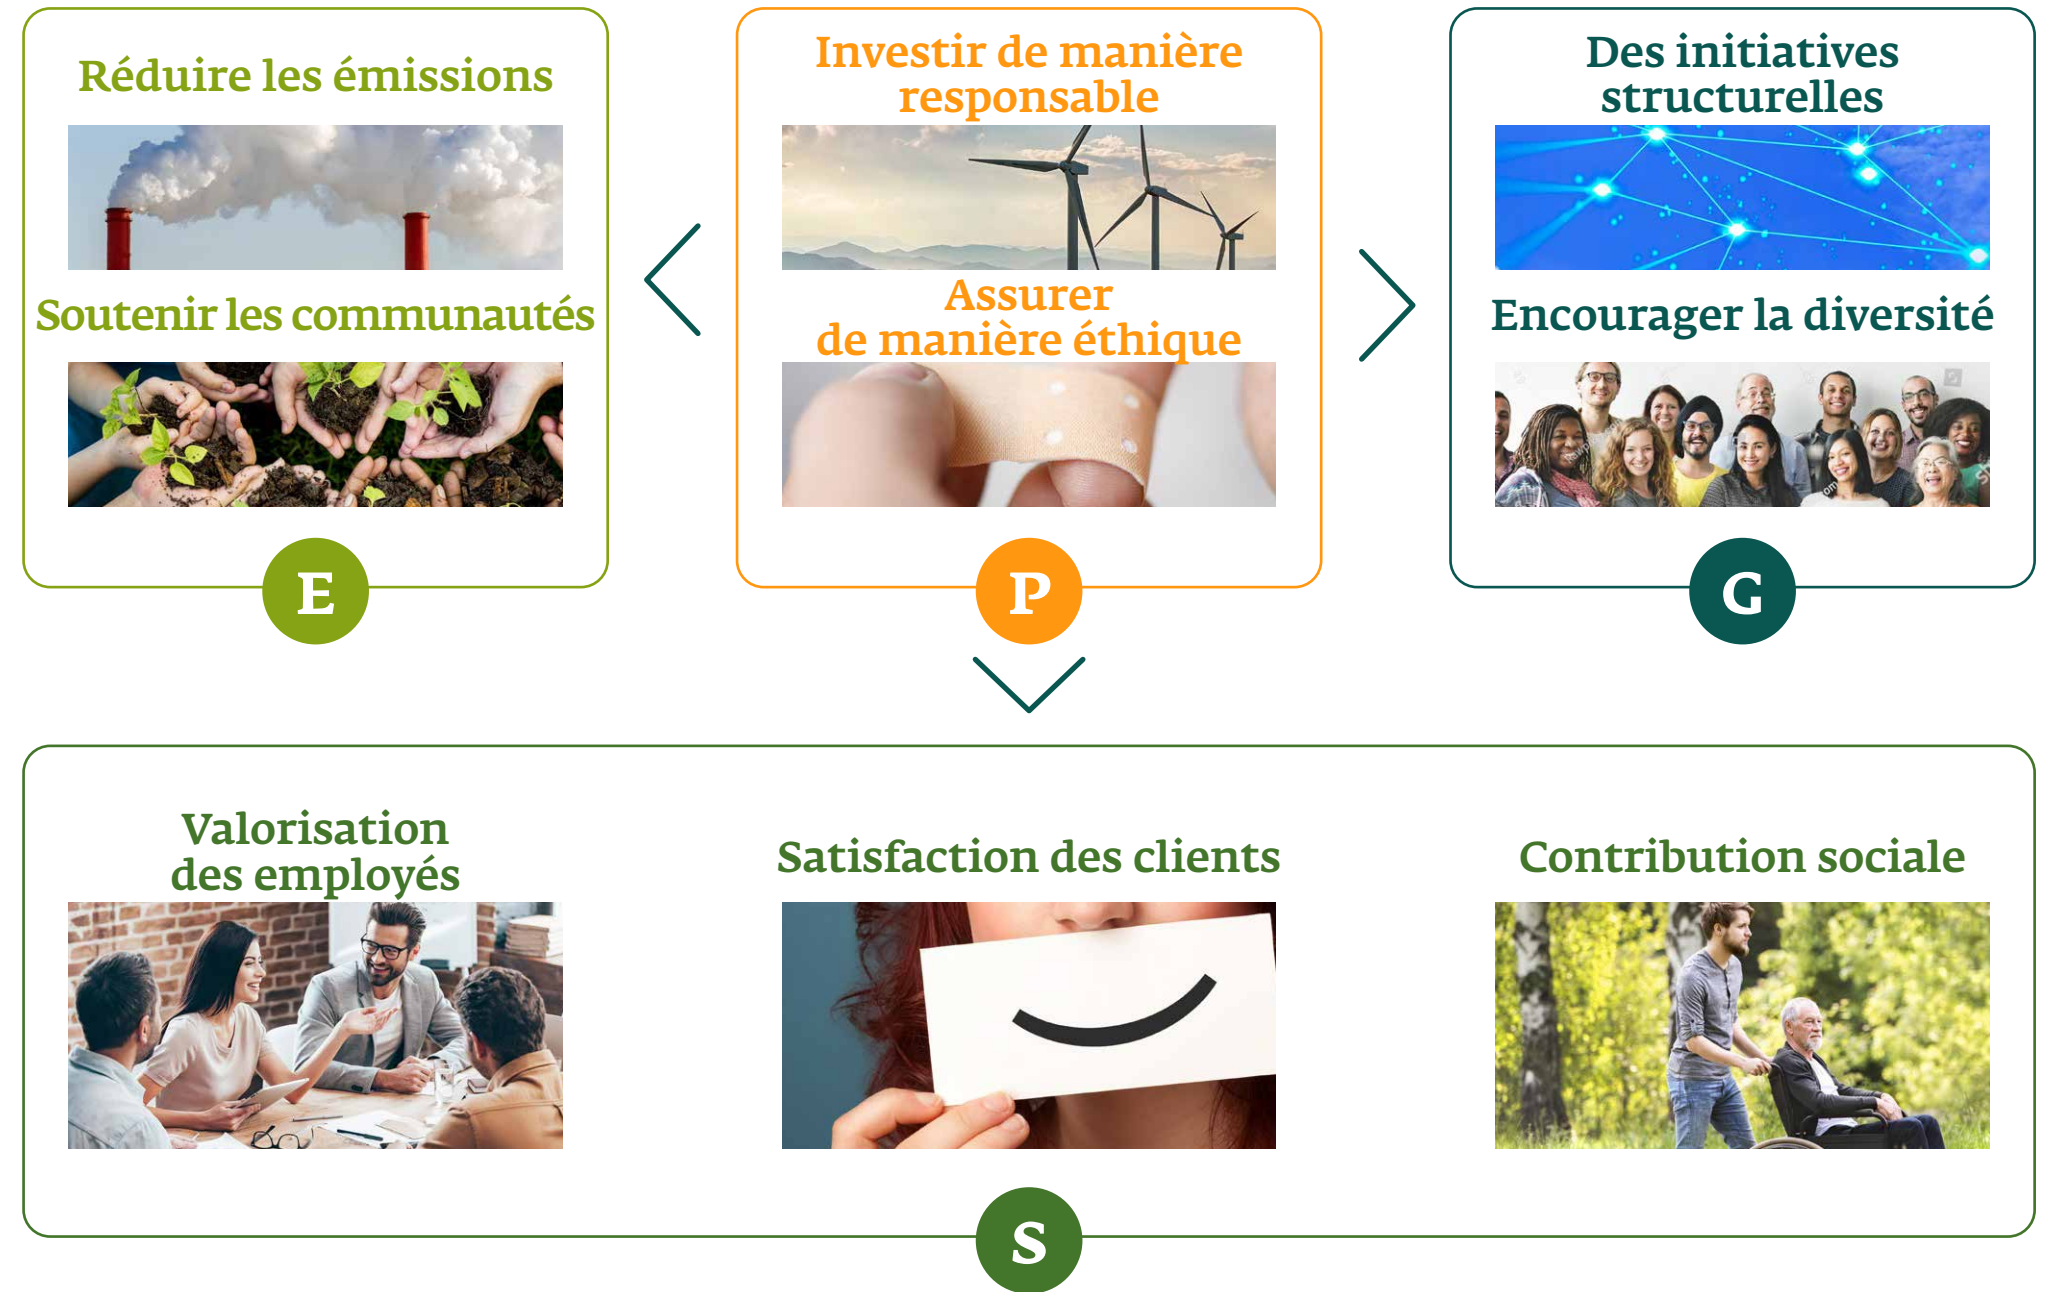 Réduire les émissions
Soutenir les communautés
E
Investir de manière
responsable
Assurer
de manière éthique
P
Des initiatives
structurelles
Encourager la diversité
G
Valorisation
des employés
Satisfaction des clients
Contribution sociale
S